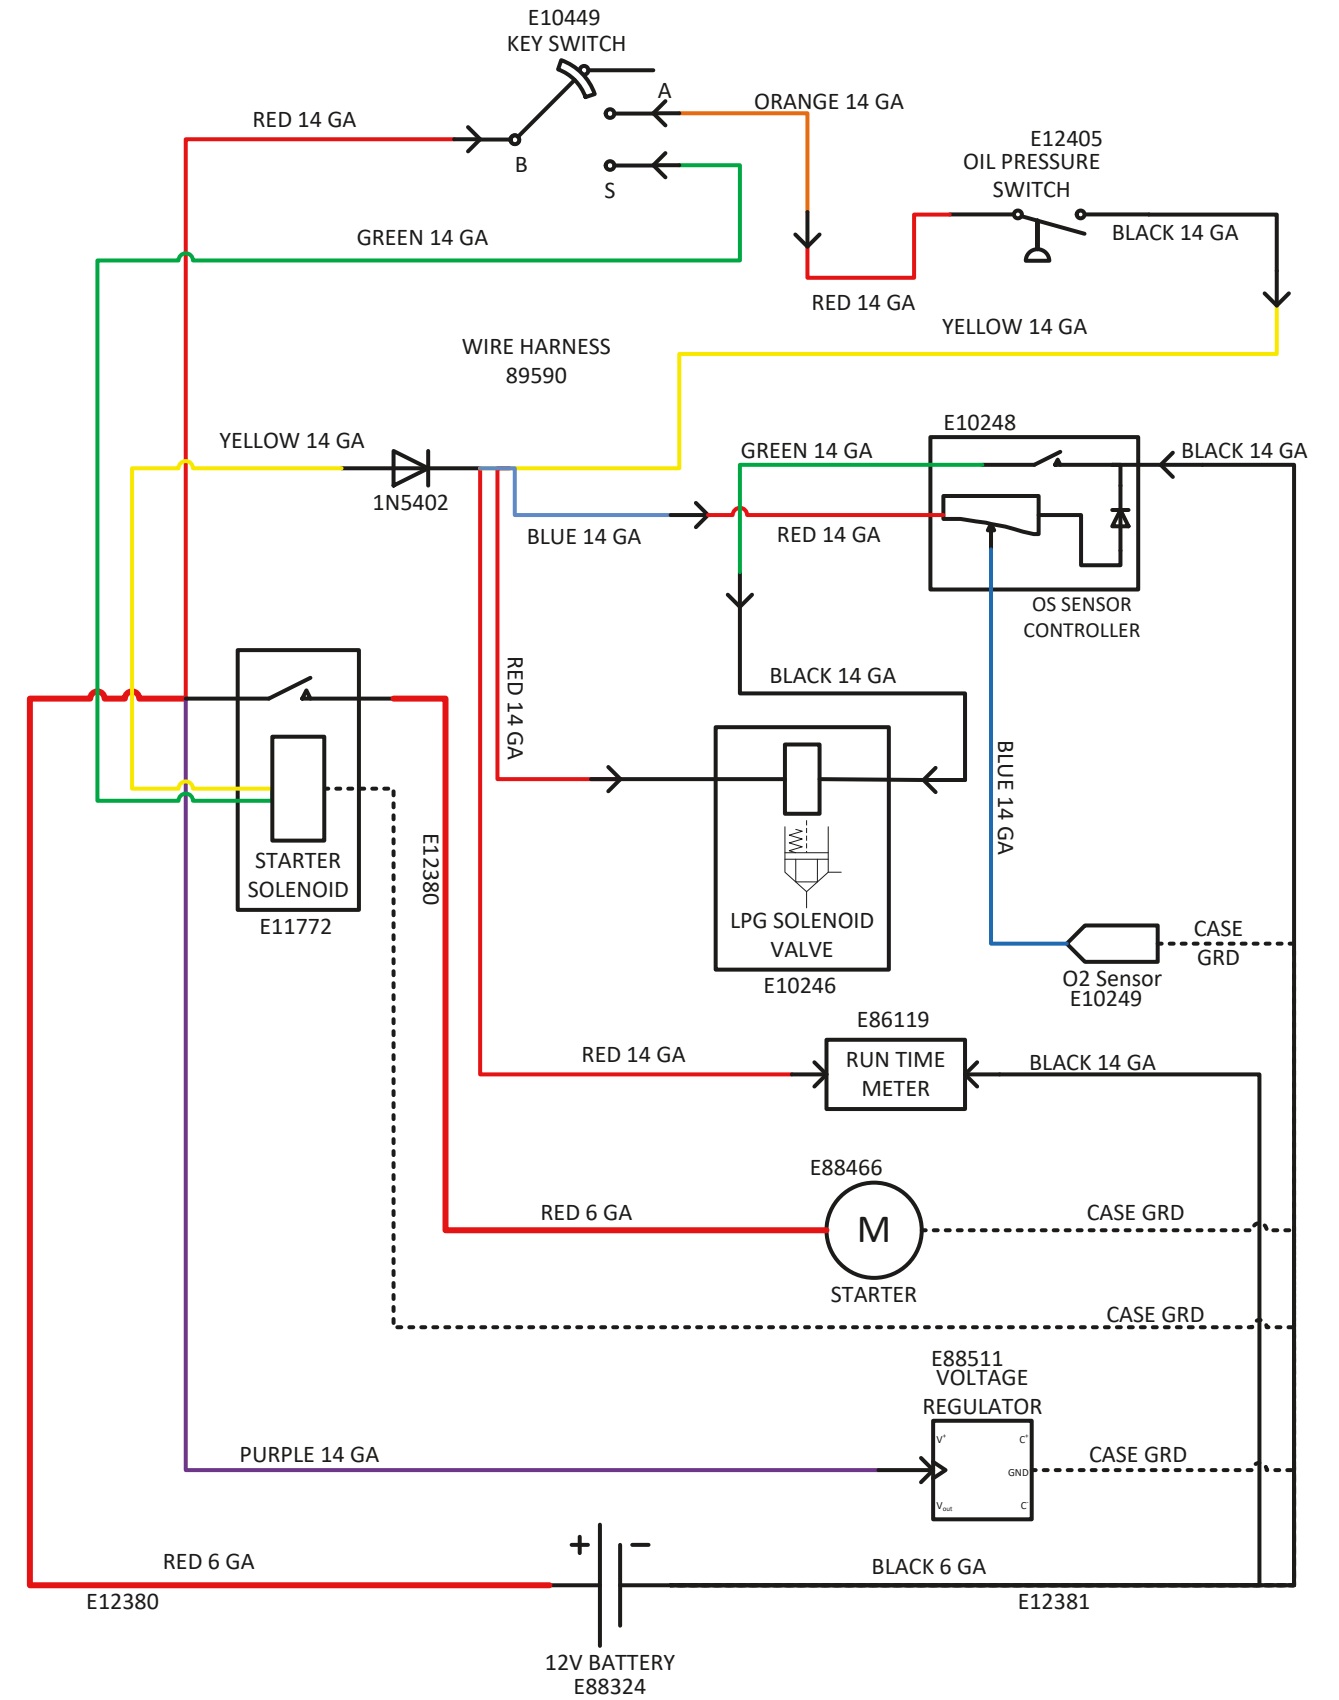 E10449
KEY SWITCH
A
ORANGE 14 GA
RED 14 GA
B
S
E12405
OIL PRESSURE
SWITCH
BLACK 14 GA
GREEN 14 GA
RED 14 GA
YELLOW 14 GA
WIRE HARNESS
89590
YELLOW 14 GA
1N5402
E10248
GREEN 14 GA
BLACK 14 GA
BLUE 14 GA
RED 14 GA
OS SENSOR
CONTROLLER
RED 14 GA
BLACK 14 GA
BLUE 14 GA
STARTER
SOLENOID
E11772
E12380
LPG SOLENOID
VALVE
E10246
CASE
GRD
O2 Sensor
E10249
E86119
RUN TIME
METER
RED 14 GA
BLACK 14 GA
E88466
M
STARTER
RED 6 GA
CASE GRD
CASE GRD
E88511
VOLTAGE
REGULATOR
V+
C+
GND
Vout
C-
PURPLE 14 GA
CASE GRD
+
−
RED 6 GA
E12380
BLACK 6 GA
E12381
12V BATTERY
E88324